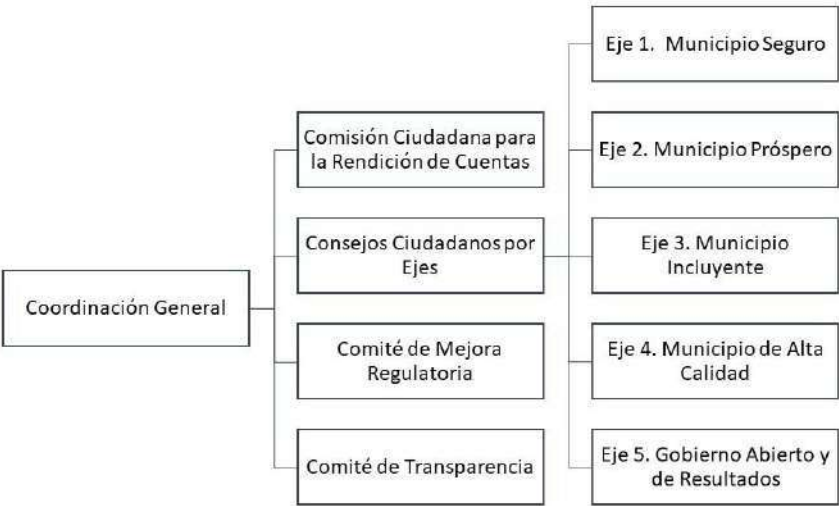 Coordinación General
Comisión Ciudadana para
la Rendición de Cuentas
Consejos Ciudadanos por
Ejes
Comité de Mejora
Regulatoria
Comité de Transparencia
Eje 1. Municipio Seguro
Eje 2. Municipio Próspero
Eje 3. Municipio
Incluyente
Eje 4. Municipio de Alta
Calidad
Eje 5. Gobierno Abierto y
de Resultados